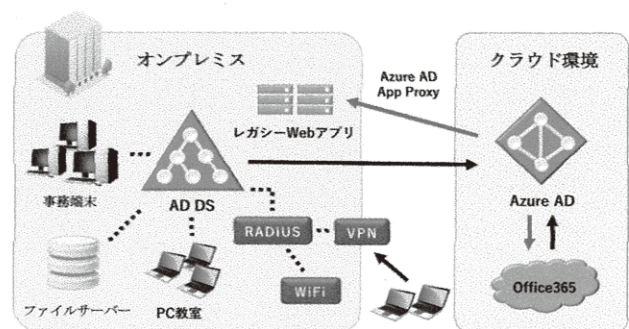 オンプレミス
クラウド環境
Azure AD
App Proxy
レガシーWebアプリ
事務端末
AD DS
Azure AD
RADIUS
VPN
WiFi
Office365
ファイルサーバー
PC教室